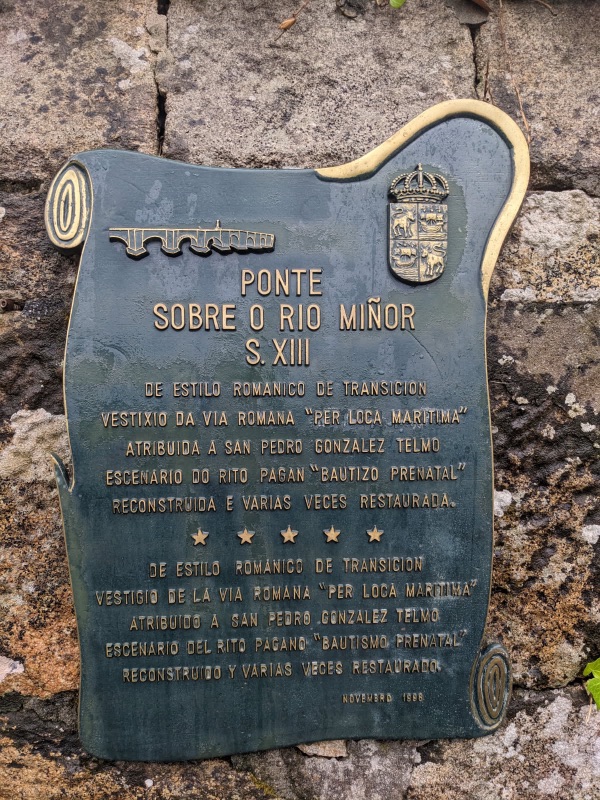 PONTE
SOBRE O RIO MIÑOR
S. XIII
DE ESTILO ROMANICO DE TRANSICION
VESTIXIO DA VIA ROMANA "PER LOCA MARITIMA"
ATRIBUIDA A SAN PEDRO GONZALEZ TELMO
ESCENARIO DO RITO PAGAN "BAUTIZO PRENATAL"
RECONSTRUIDA E VARIAS VECES RESTAURADA.
DE ESTILO ROMÁNICO DE TRANSICION
VESTIGIO DE LA VIA ROMANA "PER LOCA MARITIMA"
ATRIBUIDO A SAN PEDRO GONZALEZ TELMO
ESCENARIO DEL RITO PAGANO "BAUTISMO PRENATAL"
RECONSTRUIDO Y VARIAS VECES RESTAURADO.
NOVEMBRO